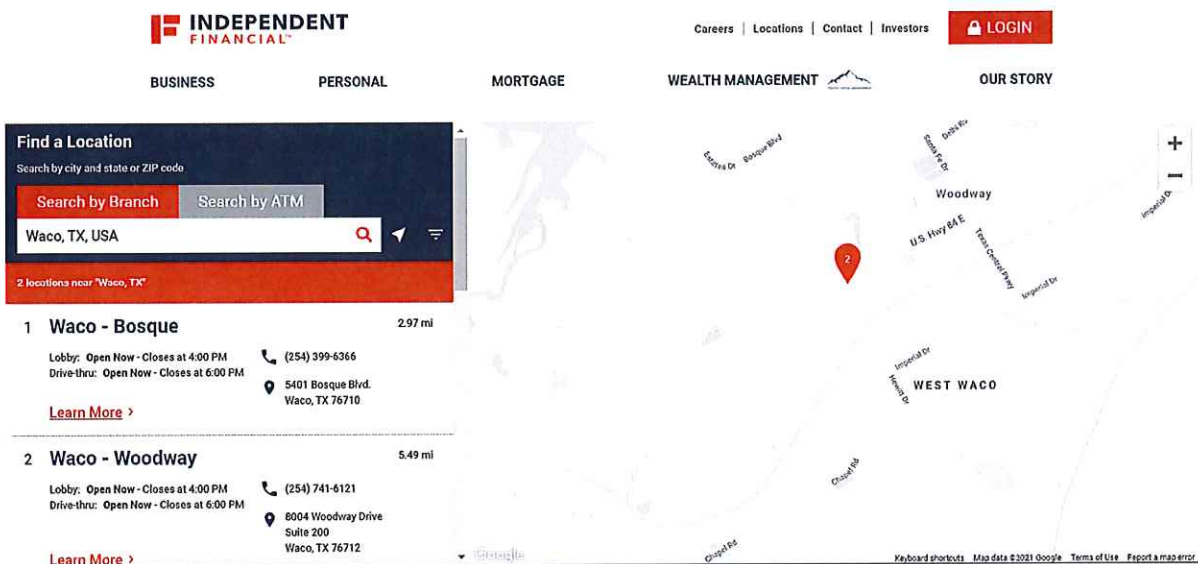 INDEPENDENT
FINANCIAL™
Careers | Locations | Contact | Investors
LOGIN
BUSINESS
PERSONAL
MORTGAGE
WEALTH MANAGEMENT
OUR STORY
Find a Location
Search by city and state or ZIP code
Search by Branch
Search by ATM
Waco, TX, USA
2 locations near "Waco, TX"
1 Waco - Bosque
2.97 mi
Lobby: Open Now - Closes at 4:00 PM
Drive-thru: Open Now - Closes at 6:00 PM
(254) 399-6366
5401 Bosque Blvd.
Waco, TX 76710
Learn More >
2 Waco - Woodway
5.49 mi
Lobby: Open Now - Closes at 4:00 PM
Drive-thru: Open Now - Closes at 6:00 PM
(254) 741-6121
8004 Woodway Drive
Suite 200
Waco, TX 76712
Learn More >
Estates Dr
Bosque Blvd
Delhi Rd
Santa Fe Dr
Woodway
U.S. Hwy 84 E
Texas Central Pkwy
Imperial Dr
Imperial D
2
Imperial Dr
Hewitt Dr
WEST WACO
Chapel Rd
Chapel Rd
+
−
Google
Keyboard shortcuts Map data ©2021 Google Terms of Use Report a map error